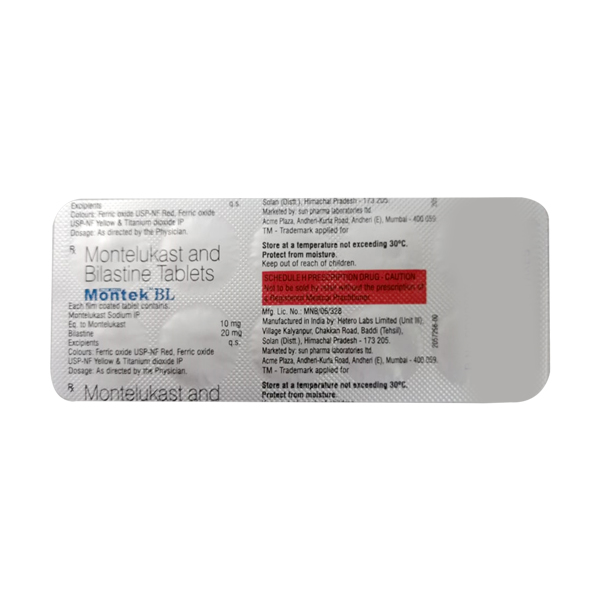 Excipients q.s.
Colours: Ferric oxide USP-NF Red, Ferric oxide
USP-NF Yellow & Titanium dioxide IP
Dosage: As directed by the Physician.
Rx
Montelukast and
Bilastine Tablets
Montek BL
Each film coated tablet contains:
Montelukast Sodium IP
Eq. to Montelukast 10 mg
Bilastine 20 mg
Excipients q.s.
Colours: Ferric oxide USP-NF Red, Ferric oxide
USP-NF Yellow & Titanium dioxide IP
Dosage: As directed by the Physician.
Rx
Montelukast and
Solan (Distt.), Himachal Pradesh - 173 205.
Marketed by: sun pharma laboratories ltd.
Acme Plaza, Andheri-Kurla Road, Andheri (E), Mumbai - 400 059.
TM - Trademark applied for
Store at a temperature not exceeding 30°C.
Protect from moisture.
Keep out of reach of children.
SCHEDULE H PRESCRIPTION DRUG - CAUTION
Not to be sold by retail without the prescription of
a Registered Medical Practitioner.
Mfg. Lic. No.: MNB/05/328
Manufactured in India by: Hetero Labs Limited (Unit III),
Village Kalyanpur, Chakkan Road, Baddi (Tehsil),
Solan (Distt.), Himachal Pradesh - 173 205.
Marketed by: sun pharma laboratories ltd.
Acme Plaza, Andheri-Kurla Road, Andheri (E), Mumbai - 400 059.
TM - Trademark applied for
Store at a temperature not exceeding 30°C.
Protect from moisture.